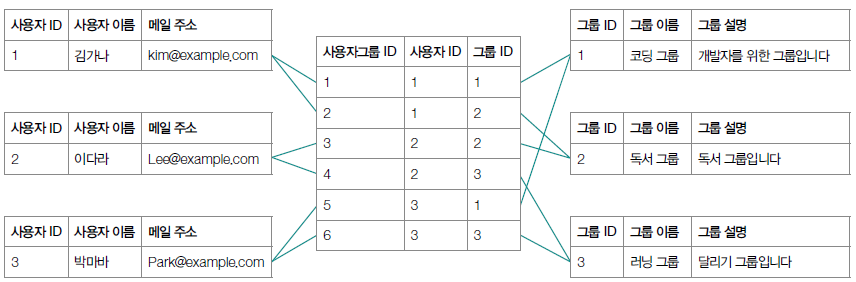 사용자 ID 사용자 이름 메일 주소
1 김가나 kim@example.com
사용자 ID 사용자 이름 메일 주소
2 이다라 Lee@example.com
사용자 ID 사용자 이름 메일 주소
3 박마바 Park@example.com
사용자그룹 ID 사용자 ID 그룹 ID
1 1 1
2 1 2
3 2 2
4 2 3
5 3 1
6 3 3
그룹 ID 그룹 이름 그룹 설명
1 코딩 그룹 개발자를 위한 그룹입니다
그룹 ID 그룹 이름 그룹 설명
2 독서 그룹 독서 그룹입니다
그룹 ID 그룹 이름 그룹 설명
3 러닝 그룹 달리기 그룹입니다